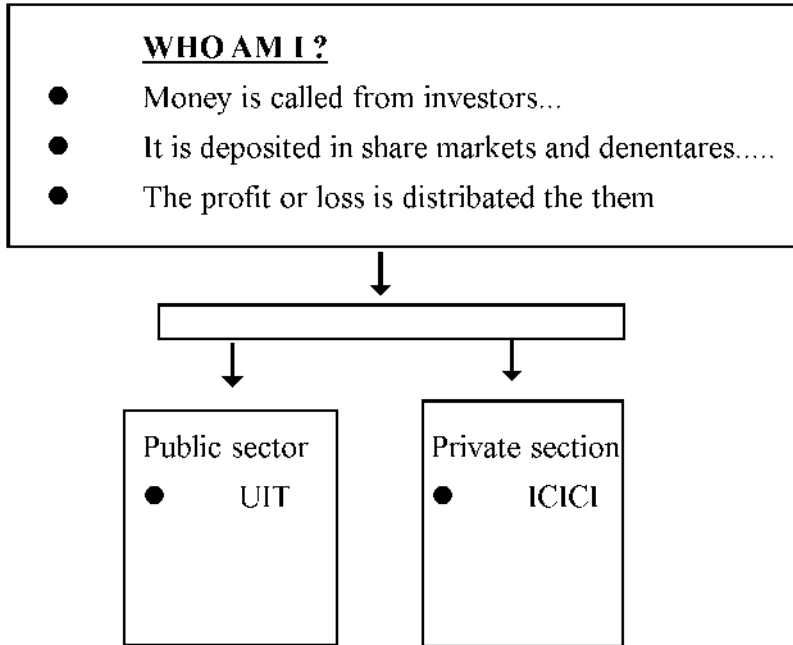 WHO AM I ?
● Money is called from investors...
● It is deposited in share markets and denentares.....
● The profit or loss is distribated the them
Public sector
● UIT
Private section
● ICICI